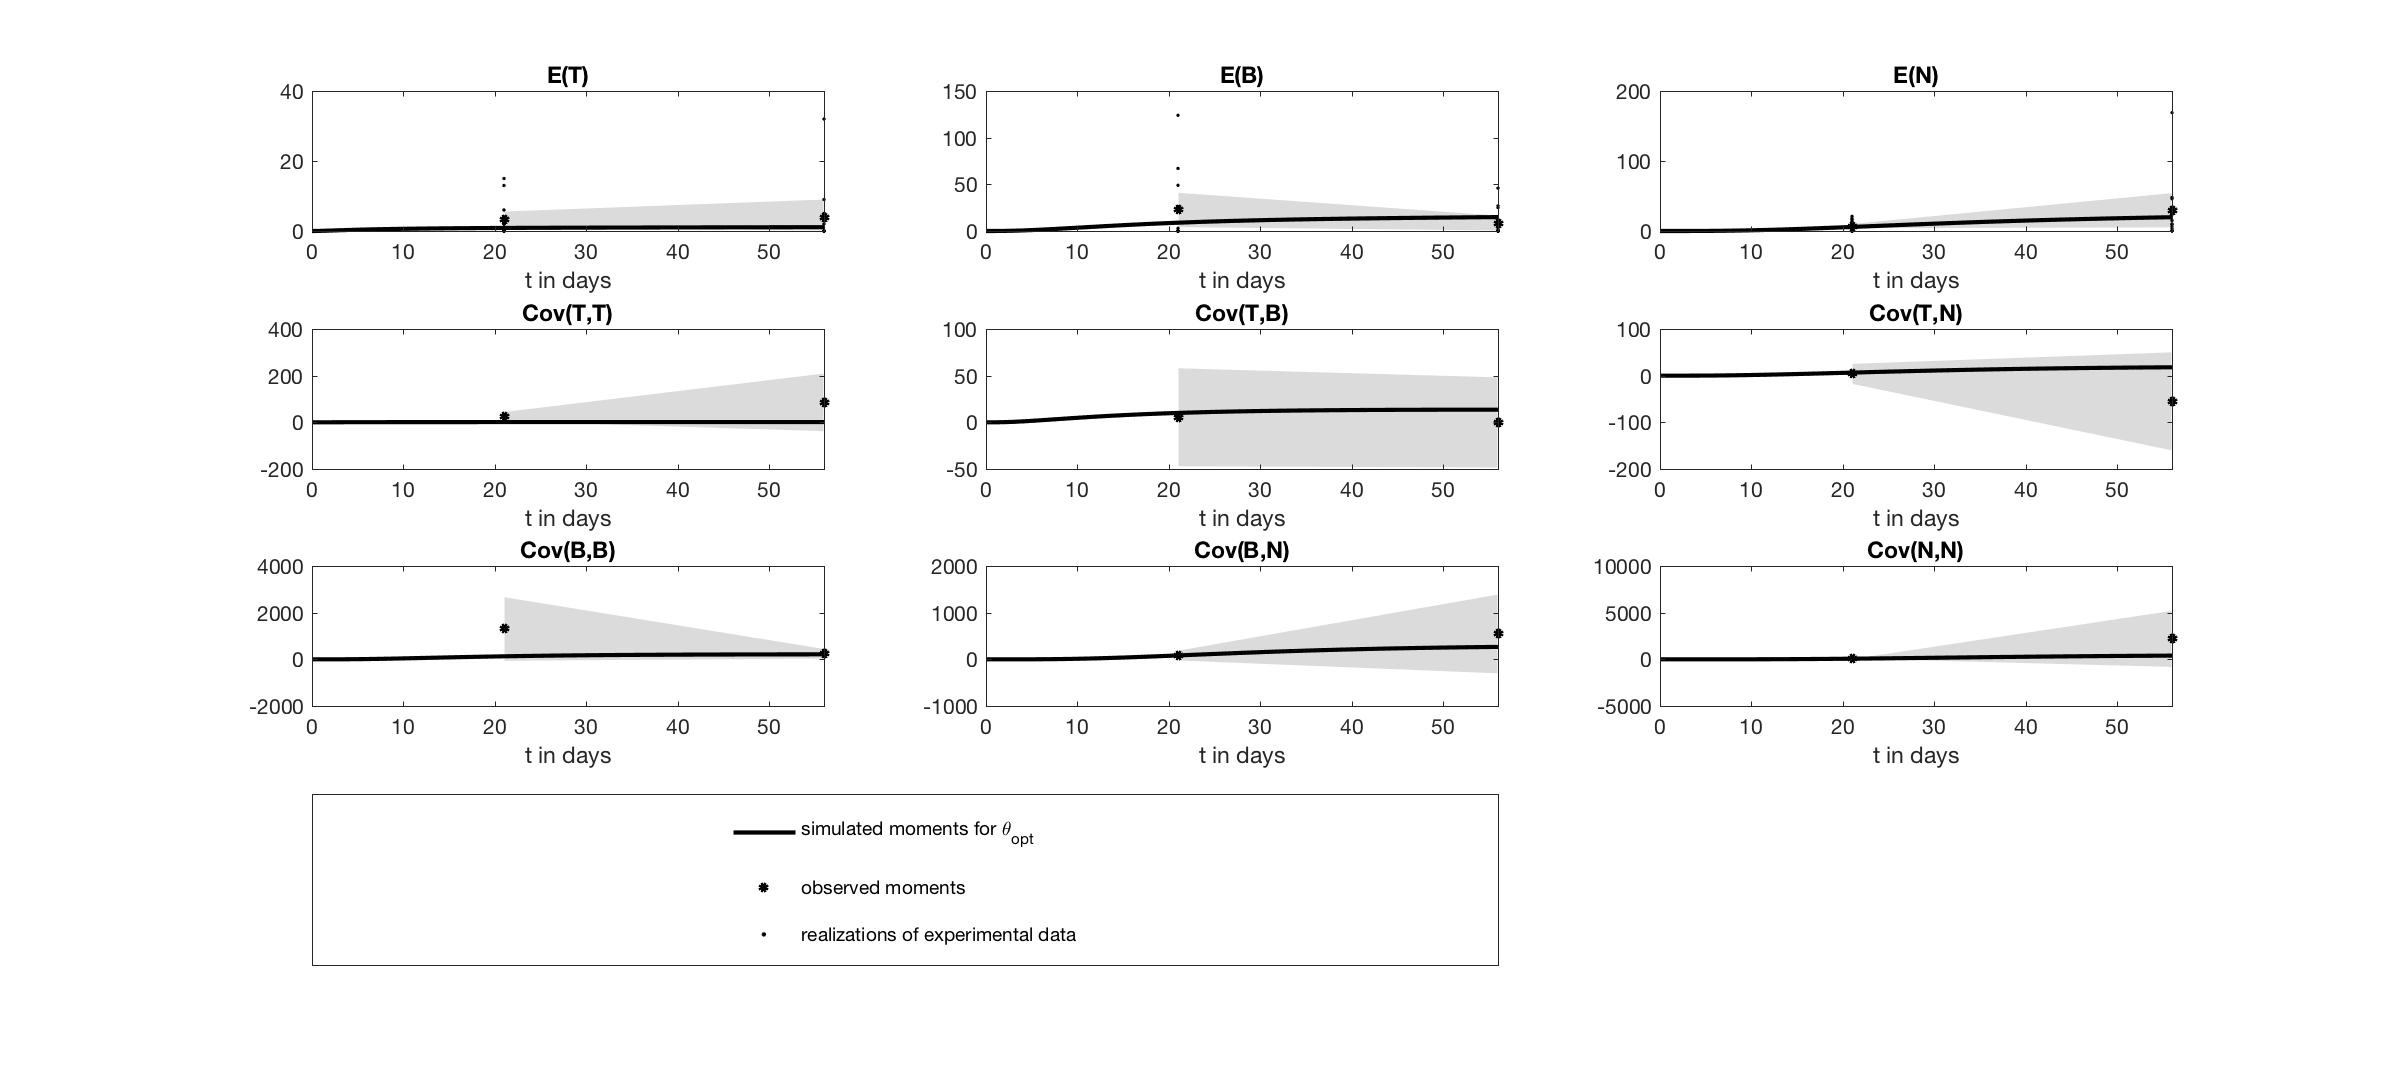 E(T)
40
20
0
0 10 20 30 40 50
t in days
E(B)
150
100
50
0
0 10 20 30 40 50
t in days
E(N)
200
100
0
0 10 20 30 40 50
t in days
Cov(T,T)
400
200
0
-200
0 10 20 30 40 50
t in days
Cov(T,B)
100
50
0
-50
0 10 20 30 40 50
t in days
Cov(T,N)
100
0
-100
-200
0 10 20 30 40 50
t in days
Cov(B,B)
4000
2000
0
-2000
0 10 20 30 40 50
t in days
Cov(B,N)
2000
1000
0
-1000
0 10 20 30 40 50
t in days
Cov(N,N)
10000
5000
0
-5000
0 10 20 30 40 50
t in days
simulated moments for θopt
observed moments
realizations of experimental data